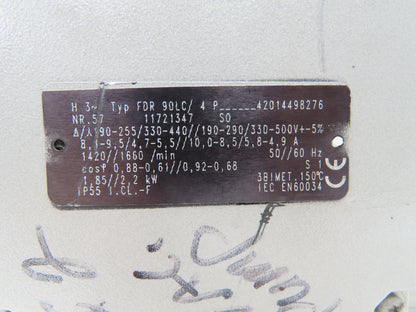 H 3~ Typ FDR 90LC/ 4 P______42014498276
NR.57 11721347 SO
Δ/⅄190-255/330-440//190-290/330-500V+-5%
8,1-9,5/4,7-5,5//10,0-8,5/5,8-4,9 A
1420//1660 /min 50//60 Hz
cosf 0,88-0,61//0,92-0,68 S 1
1.85//2,2 kW 3BIMET.150°C
IP55 I.CL.-F IEC EN60034
CE